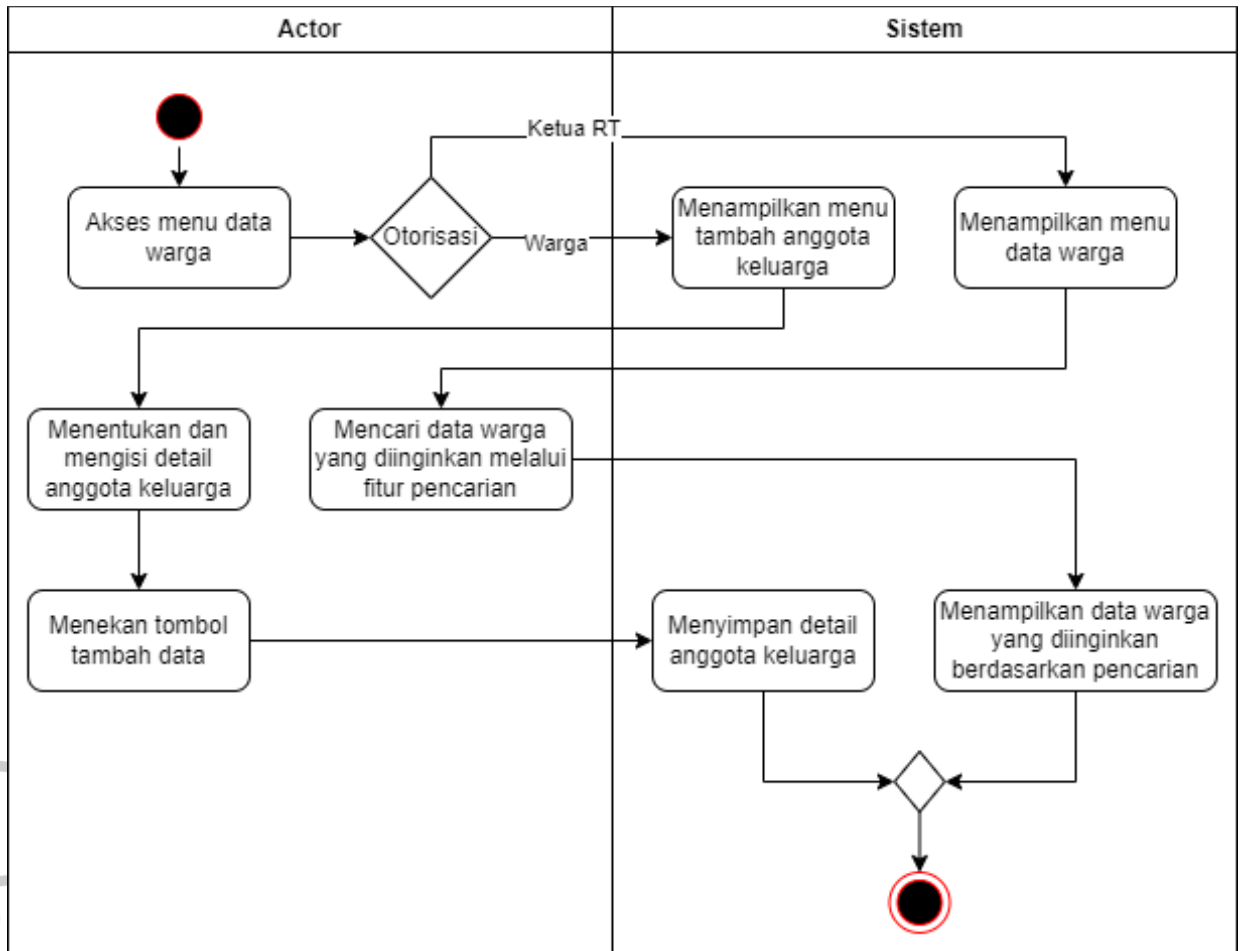 Actor
Sistem
Ketua RT
Akses menu data
warga
Otorisasi
Warga
Menampilkan menu
tambah anggota
keluarga
Menampilkan menu
data warga
Menentukan dan
mengisi detail
anggota keluarga
Mencari data warga
yang diinginkan melalui
fitur pencarian
Menekan tombol
tambah data
Menyimpan detail
anggota keluarga
Menampilkan data warga
yang diinginkan
berdasarkan pencarian